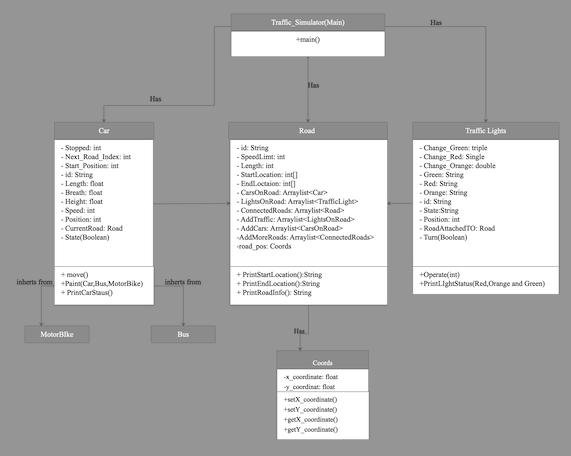 Traffic_Simulator(Main)
+main()
Has
Has
Has
Car
- Stopped: int
- Next_Road_Index: int
- Start_Position: int
- id: String
- Length: float
- Breath: float
- Height: float
- Speed: int
- Position: int
- CurrentRoad: Road
- State(Boolean)
+ move()
+Paint(Car,Bus,MotorBike)
+ PrintCarStaus()
Road
- id: String
- SpeedLimt: int
- Length: int
- StartLocation: int[]
- EndLoctaion: int[]
- CarsOnRoad: Arraylist<Car>
- LightsOnRoad: Arraylist<TrafficLight>
- ConnectedRoads: Arraylist<Road>
- AddTraffic: Arraylist<LightsOnRoad>
- AddCars: Arraylist<CarsOnRoad>
- AddMoreRoads: Arraylist<ConnectedRoads>
-road_pos: Coords
+ PrintStartLocation():String
+ PrintEndLocation():String
+ PrintRoadInfo(): String
Traffic Lights
- Change_Green: triple
- Change_Red: Single
- Change_Orange: double
- Green: String
- Red: String
- Orange: String
- id: String
- State:String
- Position: int
- RoadAttachedTO: Road
- Turn(Boolean)
+Operate(int)
+PrintLIghtStatus(Red,Orange and Green)
inherts from
inherts from
MotorBIke
Bus
Has
Coords
-x_coordinate: float
-y_coordinat: float
+setX_coordinate()
+setY_coordinate()
+getX_coordinate()
+getY_coordinate()